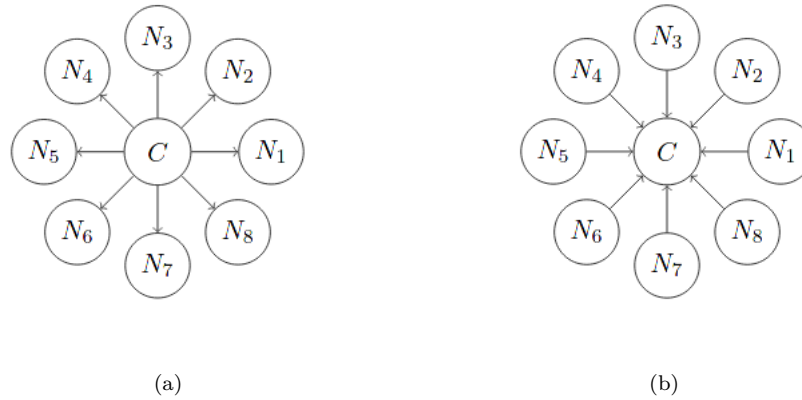 N₃ N₃
N₄ N₂ N₄ N₂
N₅ C N₁ N₅ C N₁
N₆ N₈ N₆ N₈
N₇ N₇
(a) (b)